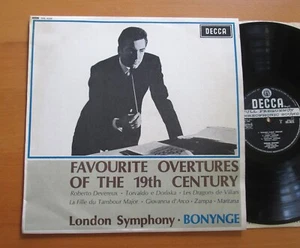 DECCA
FAVOURITE OVERTURES
OF THE 19th CENTURY
Roberto Devereux · Torvaldo e Dorliska · Les Dragons de Villars
La Fille du Tambour Major · Giovanna d'Arco · Zampa · Maritana
London Symphony · BONYNGE
DECCA